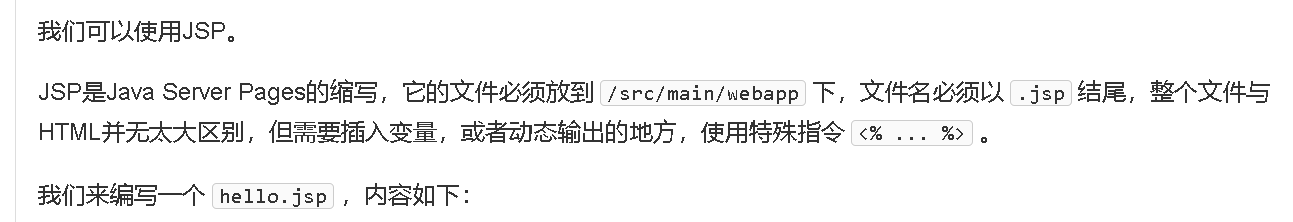 我们可以使用JSP。
JSP是Java Server Pages的缩写，它的文件必须放到 /src/main/webapp 下，文件名必须以 .jsp 结尾，整个文件与
HTML并无太大区别，但需要插入变量，或者动态输出的地方，使用特殊指令 <% ... %> 。
我们来编写一个 hello.jsp ，内容如下：